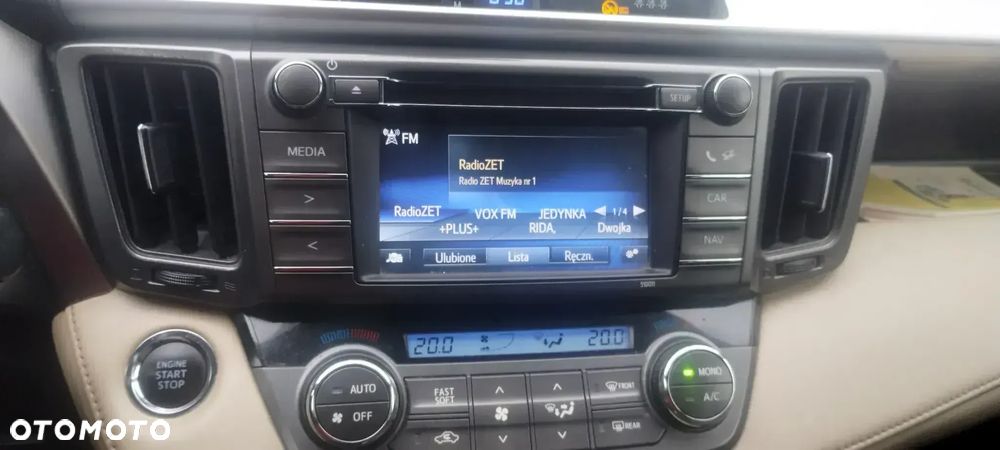 SETUP
MEDIA
>
<
FM
RadioZET
Radio ZET Muzyka nr 1
RadioZET VOX FM JEDYNKA 1/4
+PLUS+ RIDA, Dwojka
Ulubione Lista Ręczn.
CAR
NAV
20.0 20.0
ENGINE
START
STOP
AUTO
OFF
FAST
SOFT
FRONT
REAR
MONO
A/C
OTOMOTO